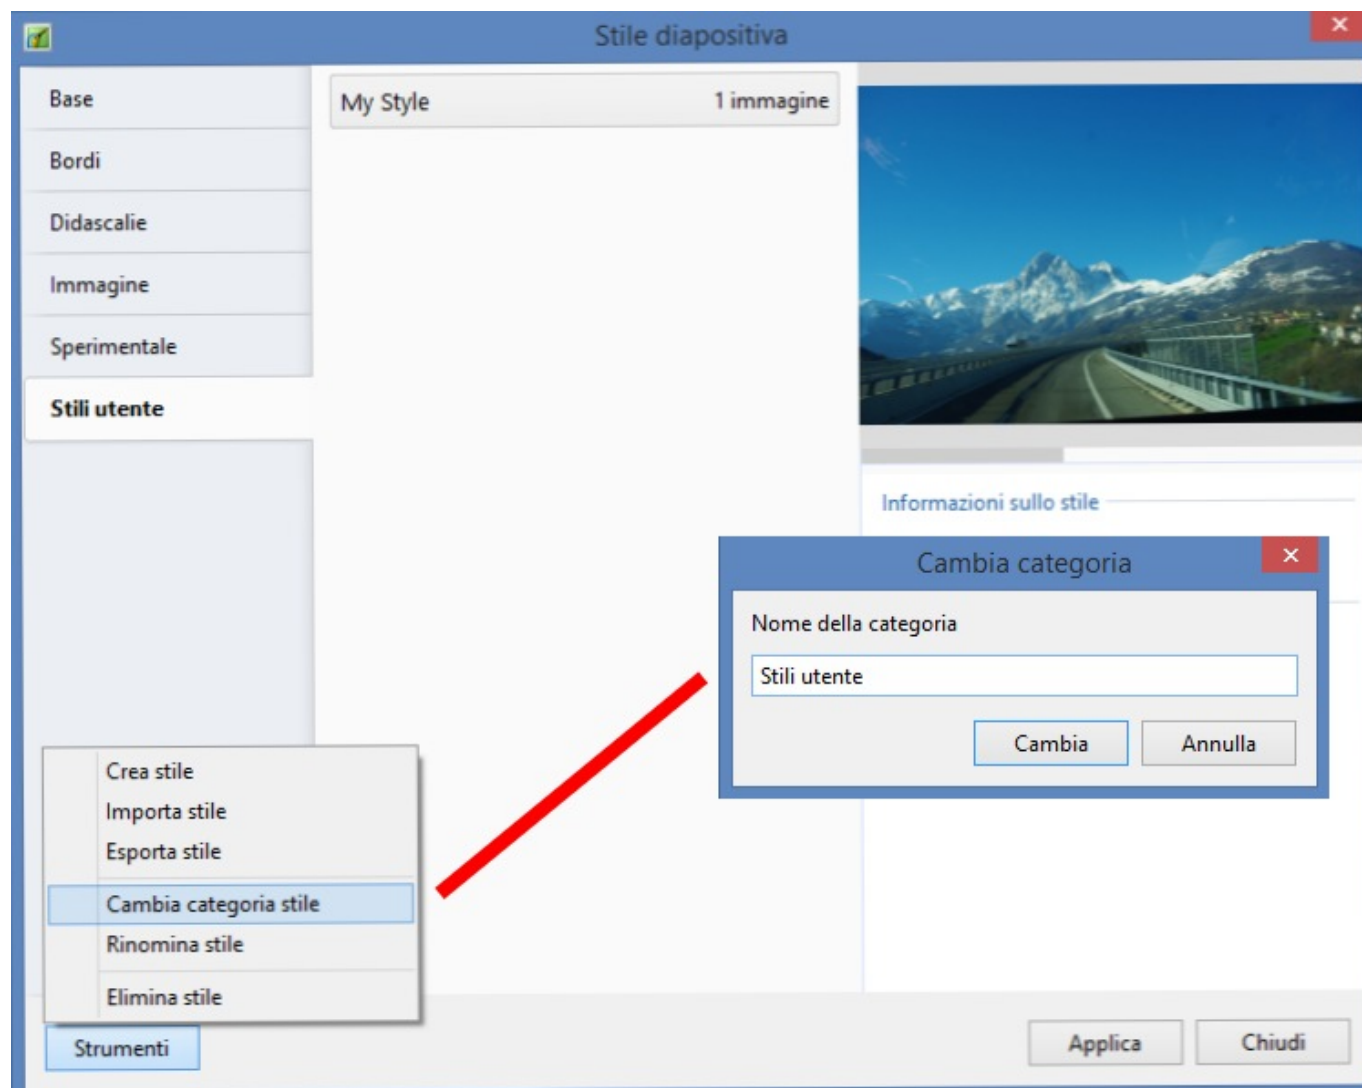 Stile diapositiva
Base
Bordi
Didascalie
Immagine
Sperimentale
Stili utente
My Style 1 immagine
Informazioni sullo stile
Cambia categoria
Nome della categoria
Stili utente
Cambia Annulla
Crea stile
Importa stile
Esporta stile
Cambia categoria stile
Rinomina stile
Elimina stile
Strumenti
Applica Chiudi